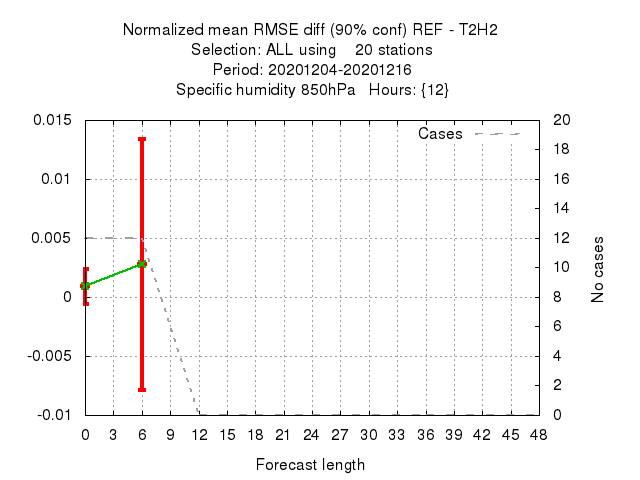 Normalized mean RMSE diff (90% conf) REF - T2H2
Selection: ALL using    20 stations
Period: 20201204-20201216
Specific humidity 850hPa   Hours: {12}
0.015
0.01
0.005
0
-0.005
-0.01
Cases
20
18
16
14
12
10
8
6
4
2
0
No cases
0 3 6 9 12 15 18 21 24 27 30 33 36 39 42 45 48
Forecast length